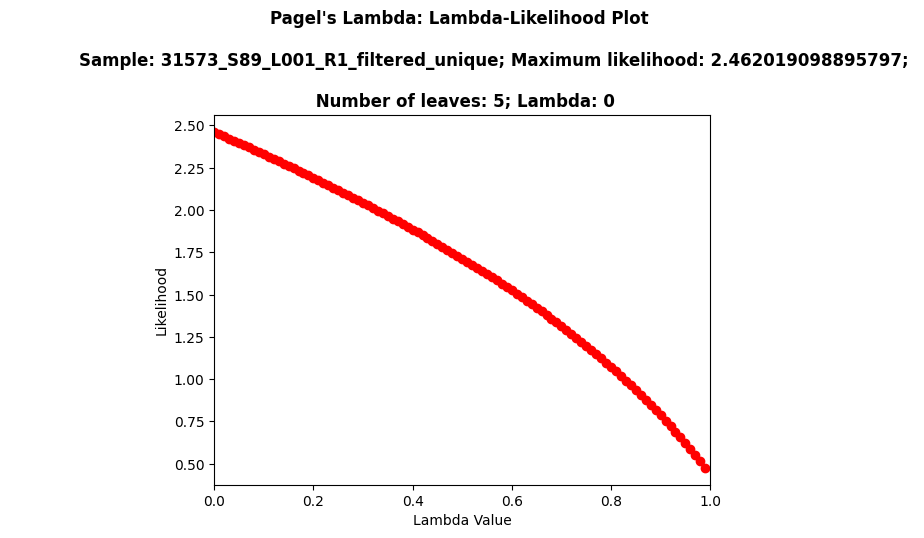 Pagel's Lambda: Lambda-Likelihood Plot
Sample: 31573_S89_L001_R1_filtered_unique; Maximum likelihood: 2.462019098895797;
Number of leaves: 5; Lambda: 0
2.50
2.25
2.00
1.75
1.50
1.25
1.00
0.75
0.50
Likelihood
0.0 0.2 0.4 0.6 0.8 1.0
Lambda Value